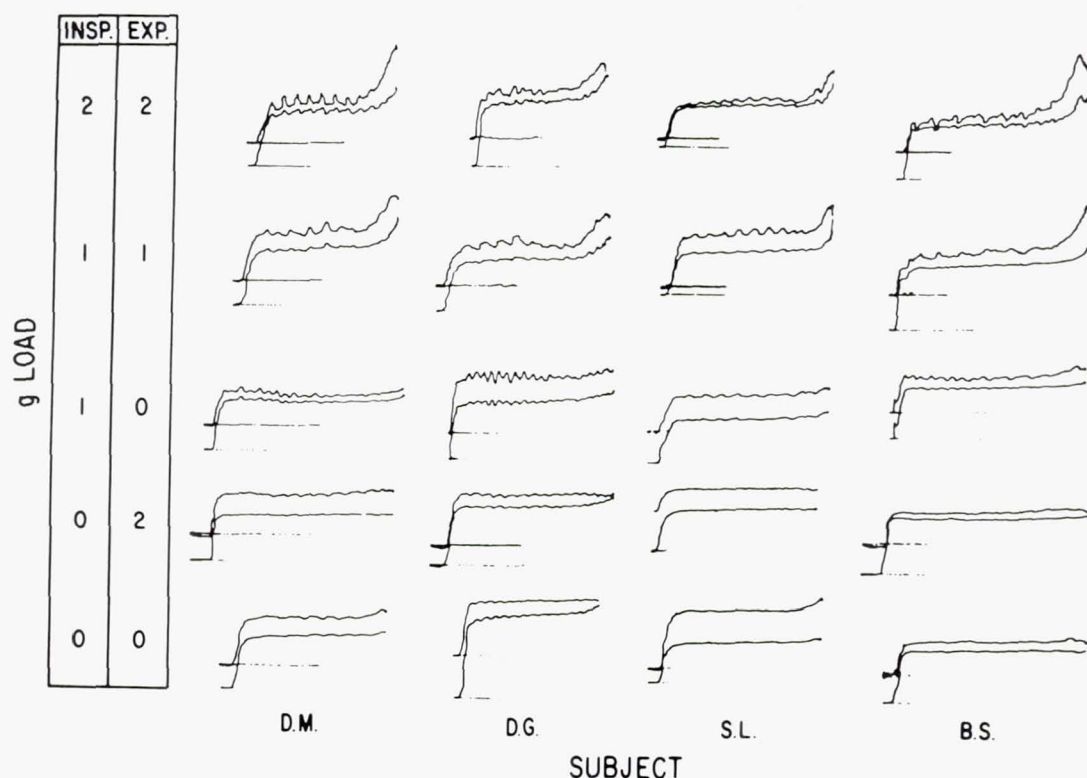 INSP. EXP.
2 2
1 1
g LOAD
1 0
0 2
0 0
D.M. D.G. S.L. B.S.
SUBJECT